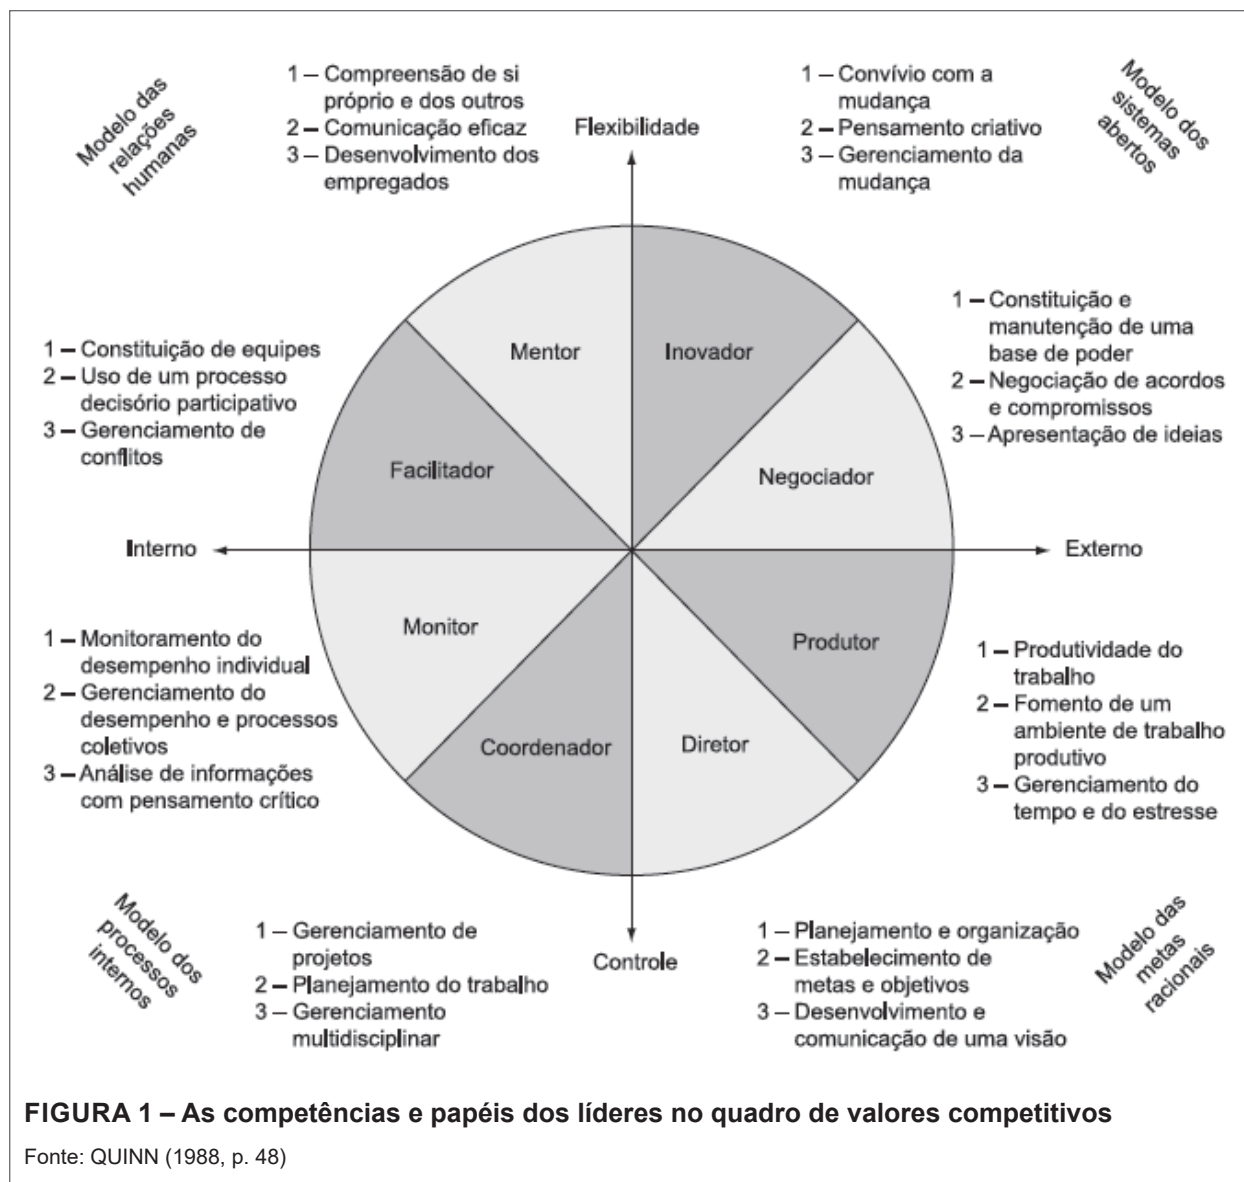 Modelo das
relações
humanas
1 – Compreensão de si
próprio e dos outros
2 – Comunicação eficaz
3 – Desenvolvimento dos
empregados
Flexibilidade
1 – Convívio com a
mudança
2 – Pensamento criativo
3 – Gerenciamento da
mudança
Modelo dos
sistemas
abertos
1 – Constituição de equipes
2 – Uso de um processo
decisório participativo
3 – Gerenciamento de
conflitos
Mentor
Inovador
1 – Constituição e
manutenção de uma
base de poder
2 – Negociação de acordos
e compromissos
3 – Apresentação de ideias
Facilitador
Negociador
Interno
Externo
Monitor
Produtor
1 – Monitoramento do
desempenho individual
2 – Gerenciamento do
desempenho e processos
coletivos
3 – Análise de informações
com pensamento crítico
Coordenador
Diretor
1 – Produtividade do
trabalho
2 – Fomento de um
ambiente de trabalho
produtivo
3 – Gerenciamento do
tempo e do estresse
Modelo dos
processos
internos
1 – Gerenciamento de
projetos
2 – Planejamento do trabalho
3 – Gerenciamento
multidisciplinar
Controle
1 – Planejamento e organização
2 – Estabelecimento de
metas e objetivos
3 – Desenvolvimento e
comunicação de uma visão
Modelo das
metas
racionais
FIGURA 1 – As competências e papéis dos líderes no quadro de valores competitivos
Fonte: QUINN (1988, p. 48)